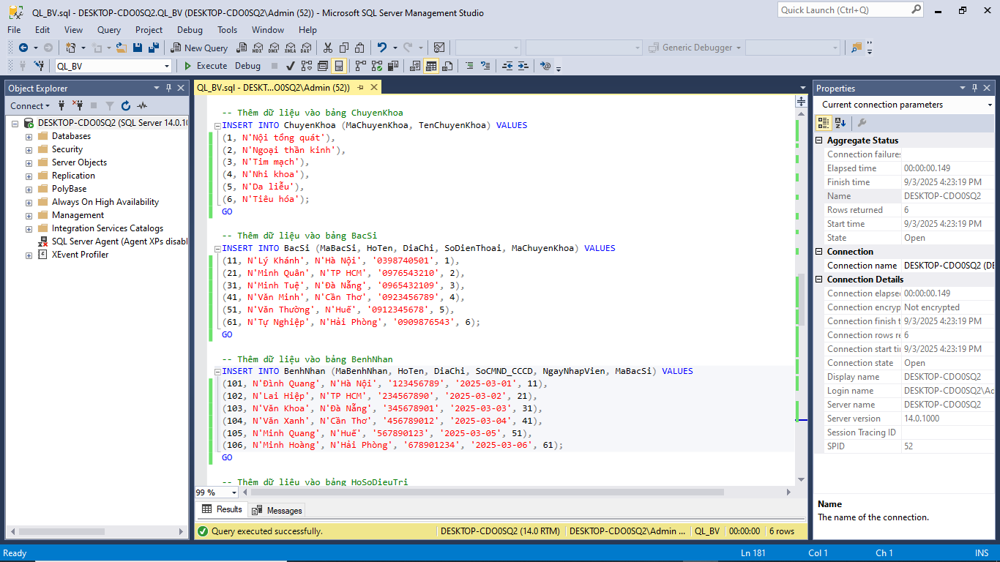 QL_BV.sql - DESKTOP-CDO0SQ2.QL_BV (DESKTOP-CDO0SQ2\Admin (52)) - Microsoft SQL Server Management Studio
Quick Launch (Ctrl+Q)
File Edit View Query Project Debug Tools Window Help
New Query
MDX DMX XMLA DAX
Generic Debugger
QL_BV
Execute Debug
Object Explorer
Connect
DESKTOP-CDO0SQ2 (SQL Server 14.0.10
Databases
Security
Server Objects
Replication
PolyBase
Always On High Availability
Management
Integration Services Catalogs
SQL Server Agent (Agent XPs disabl
XEvent Profiler
QL_BV.sql - DESKT...O0SQ2\Admin (52))
-- Thêm dữ liệu vào bảng ChuyenKhoa
INSERT INTO ChuyenKhoa (MaChuyenKhoa, TenChuyenKhoa) VALUES
(1, N'Nội tổng quát'),
(2, N'Ngoại thần kinh'),
(3, N'Tim mạch'),
(4, N'Nhi khoa'),
(5, N'Da liễu'),
(6, N'Tiêu hóa');
GO
-- Thêm dữ liệu vào bảng BacSi
INSERT INTO BacSi (MaBacSi, HoTen, DiaChi, SoDienThoai, MaChuyenKhoa) VALUES
(11, N'Lý Khánh', N'Hà Nội', '0398740501', 1),
(21, N'Minh Quân', N'TP HCM', '0976543210', 2),
(31, N'Minh Tuệ', N'Đà Nẵng', '0965432109', 3),
(41, N'Văn Minh', N'Cần Thơ', '0923456789', 4),
(51, N'Văn Thường', N'Huế', '0912345678', 5),
(61, N'Tự Nghiệp', N'Hải Phòng', '0909876543', 6);
GO
-- Thêm dữ liệu vào bảng BenhNhan
INSERT INTO BenhNhan (MaBenhNhan, HoTen, DiaChi, SoCMND_CCCD, NgayNhapVien, MaBacSi) VALUES
(101, N'Đình Quang', N'Hà Nội', '123456789', '2025-03-01', 11),
(102, N'Lai Hiệp', N'TP HCM', '234567890', '2025-03-02', 21),
(103, N'Văn Khoa', N'Đà Nẵng', '345678901', '2025-03-03', 31),
(104, N'Văn Xanh', N'Cần Thơ', '456789012', '2025-03-04', 41),
(105, N'Minh Quang', N'Huế', '567890123', '2025-03-05', 51),
(106, N'Minh Hoàng', N'Hải Phòng', '678901234', '2025-03-06', 61);
GO
-- Thêm dữ liệu vào bảng HoSoDieuTri
99 %
Results Messages
Query executed successfully. DESKTOP-CDO0SQ2 (14.0 RTM) DESKTOP-CDO0SQ2\Admin ... QL_BV 00:00:00 6 rows
Properties
Current connection parameters
Aggregate Status
Connection failures
Elapsed time 00:00:00.149
Finish time 9/3/2025 4:23:19 PM
Name DESKTOP-CDO0SQ2
Rows returned 6
Start time 9/3/2025 4:23:19 PM
State Open
Connection
Connection name DESKTOP-CDO0SQ2 (DE
Connection Details
Connection elapse 00:00:00.149
Connection encryp Not encrypted
Connection finish t 9/3/2025 4:23:19 PM
Connection rows re 6
Connection start tir 9/3/2025 4:23:19 PM
Connection state Open
Display name DESKTOP-CDO0SQ2
Login name DESKTOP-CDO0SQ2\Ad
Server name DESKTOP-CDO0SQ2
Server version 14.0.1000
Session Tracing ID
SPID 52
Name
The name of the connection.
Ready Ln 181 Col 1 Ch 1 INS